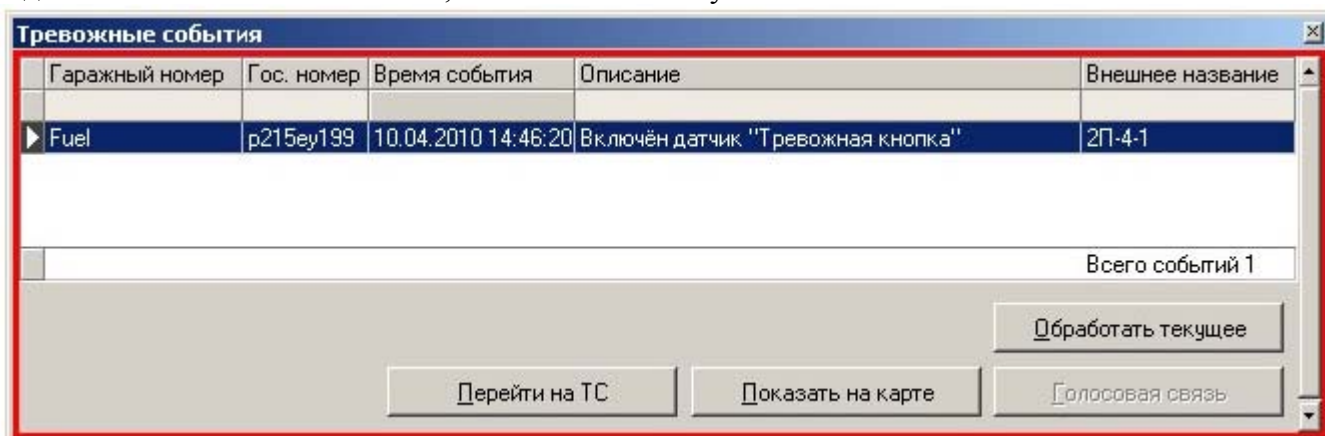 Тревожные события
Гаражный номер Гос. номер Время события Описание Внешнее название
Fuel р215еу199 10.04.2010 14:46:20 Включён датчик "Тревожная кнопка" 2П-4-1
Всего событий 1
Обработать текущее
Перейти на ТС Показать на карте Голосовая связь